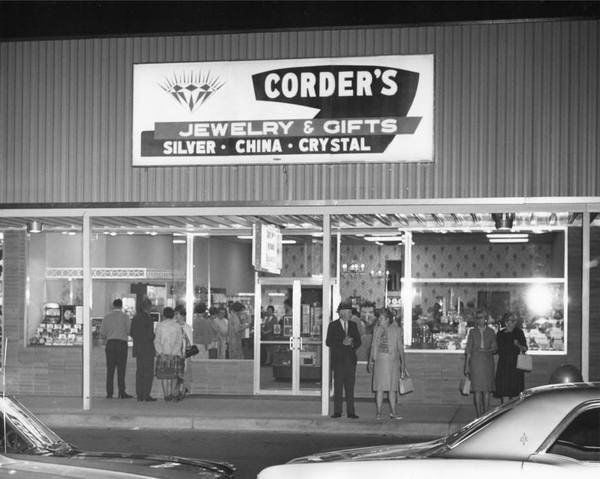 CORDER'S
JEWELRY & GIFTS
SILVER · CHINA · CRYSTAL